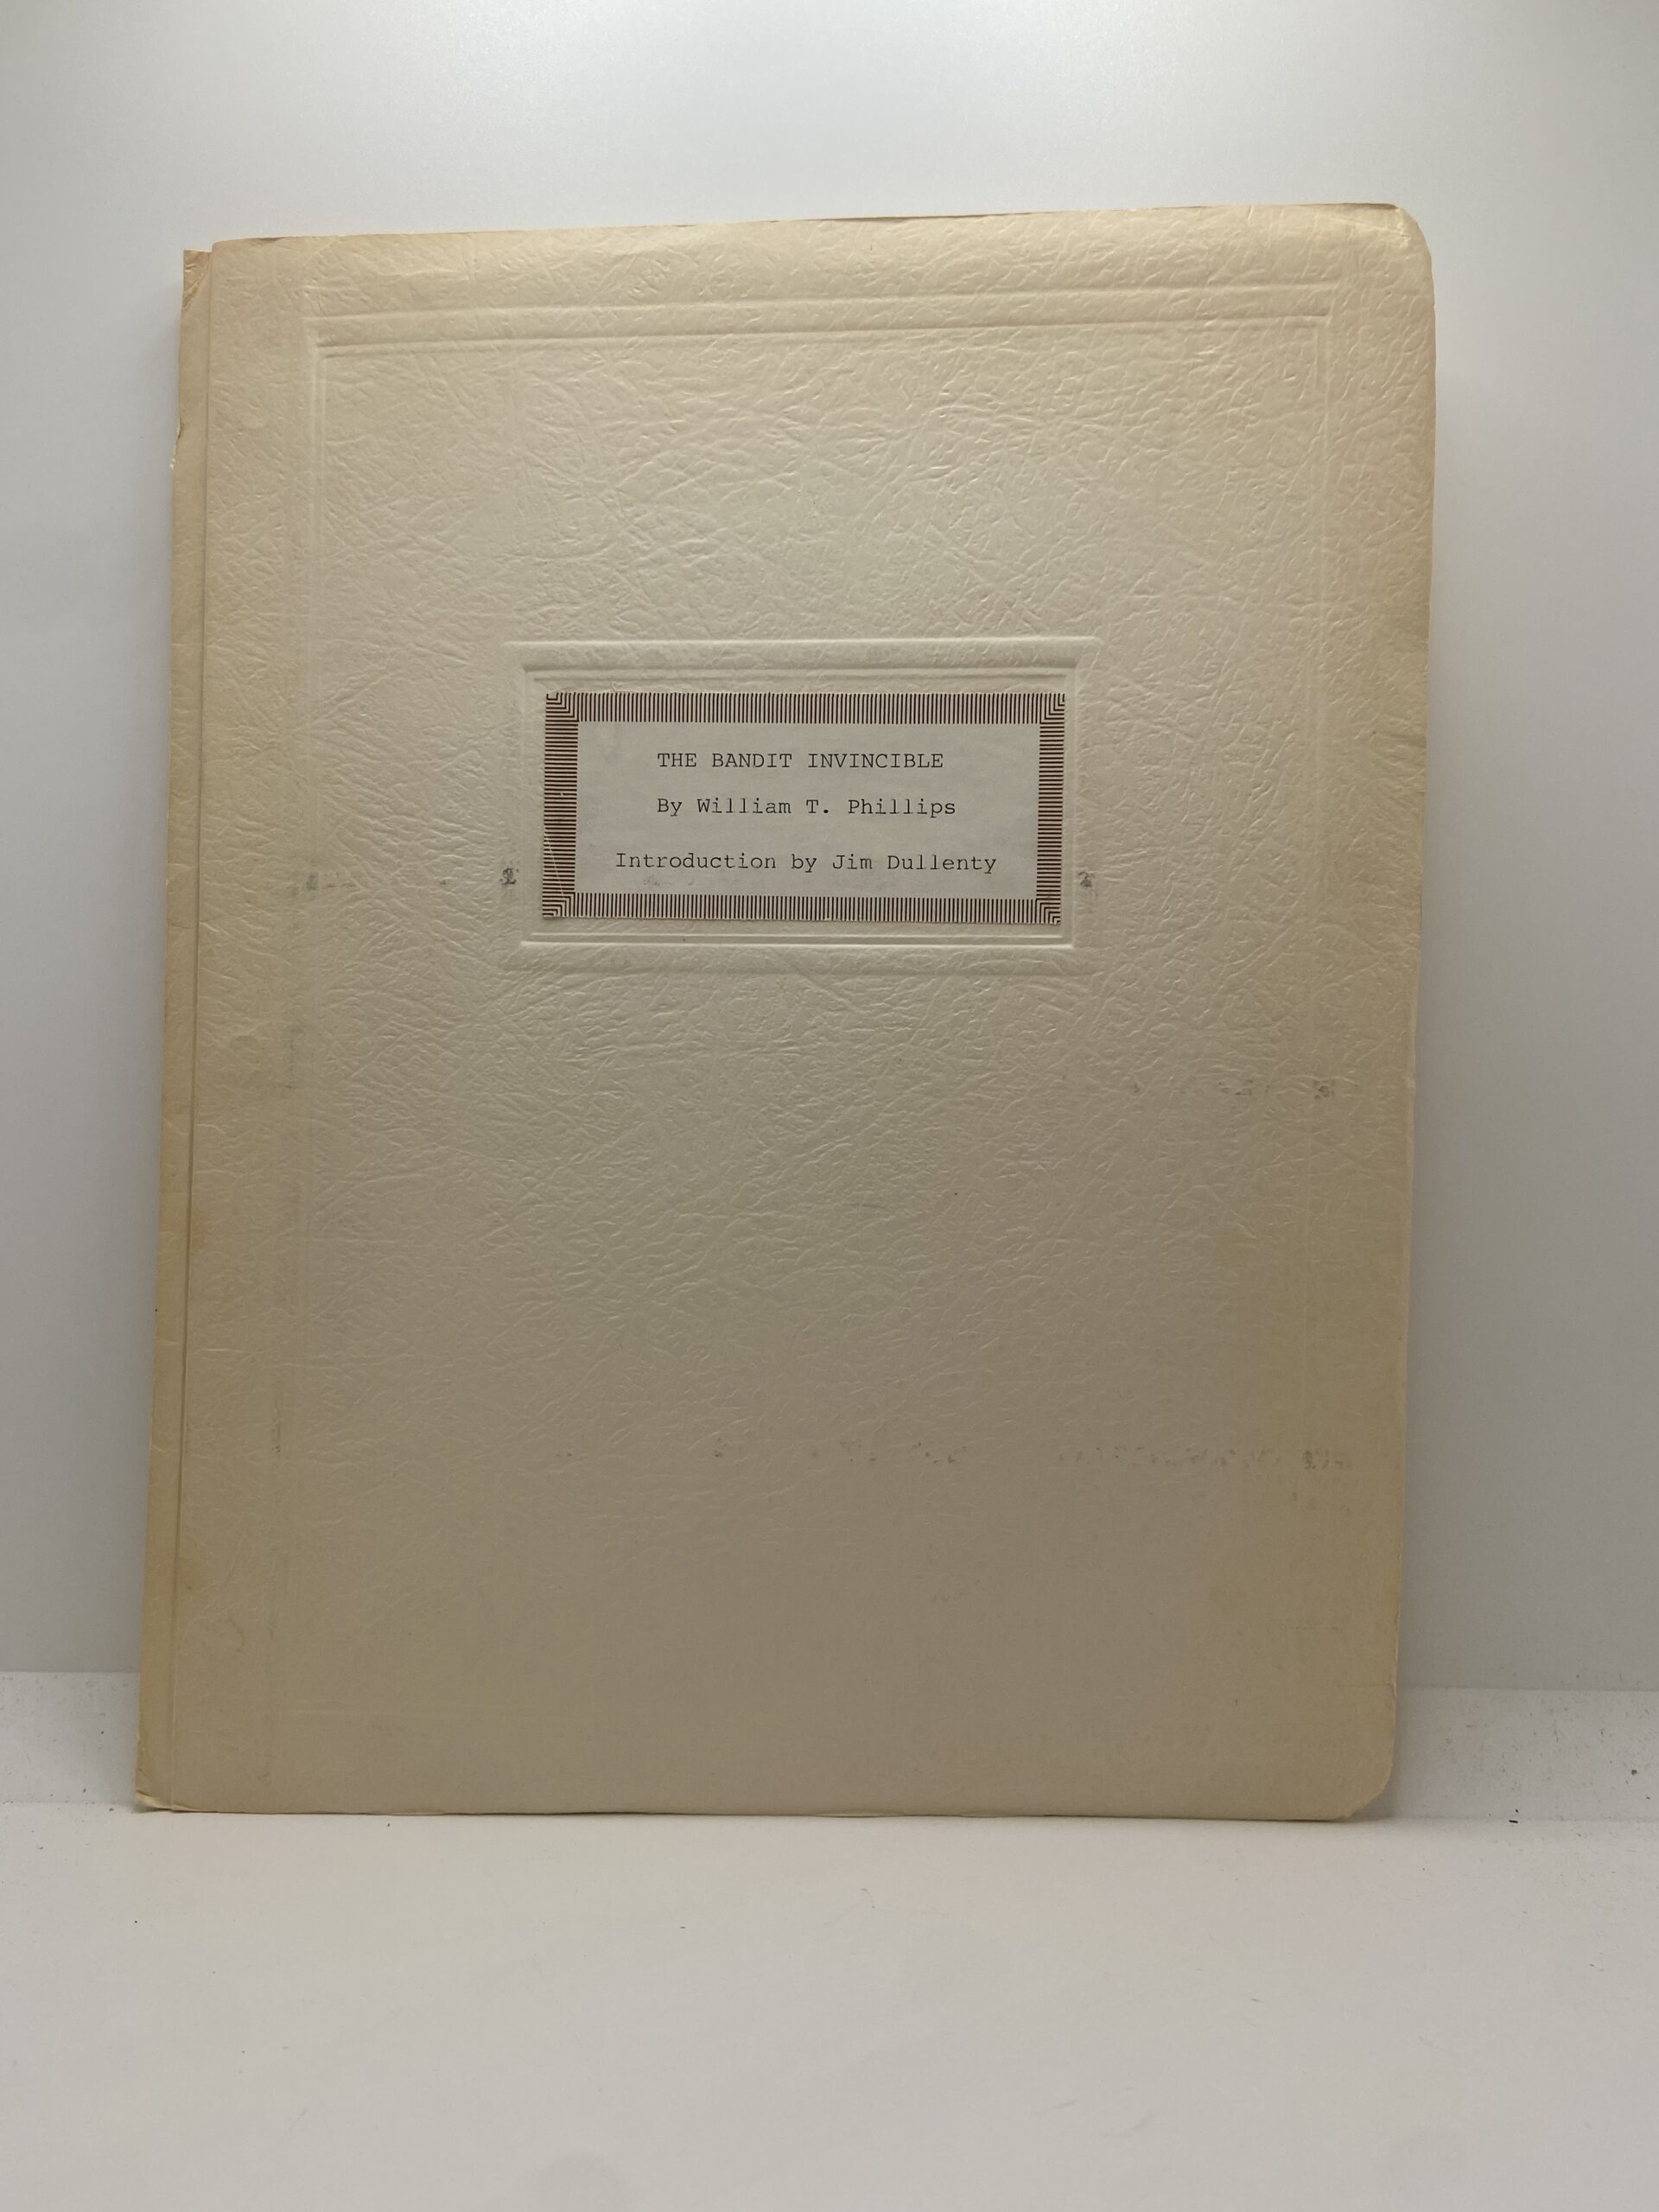 THE BANDIT INVINCIBLE
By William T. Phillips
Introduction by Jim Dullenty